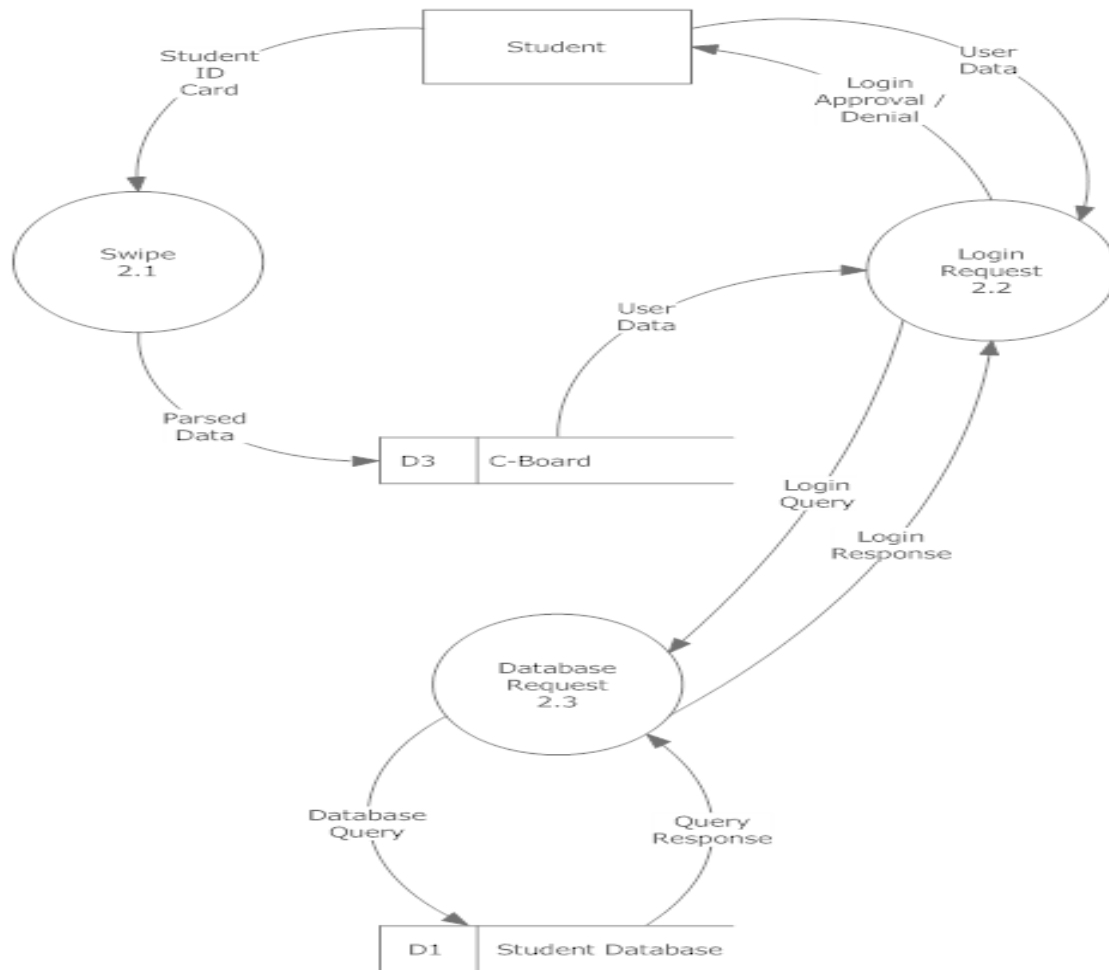 Student
Student
ID
Card
User
Data
Login
Approval /
Denial
Swipe
2.1
Login
Request
2.2
User
Data
Parsed
Data
D3
C-Board
Login
Query
Login
Response
Database
Request
2.3
Database
Query
Query
Response
D1
Student Database